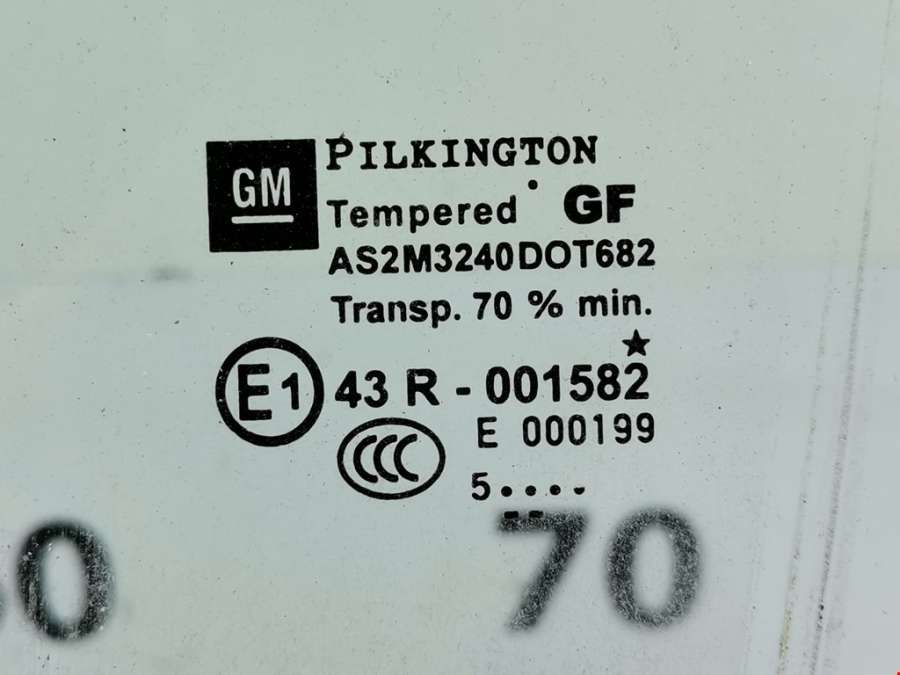 GM
PILKINGTON
Tempered GF
AS2M3240DOT682
Transp. 70 % min.
E1 43 R - 001582
CCC E 000199
5....
70